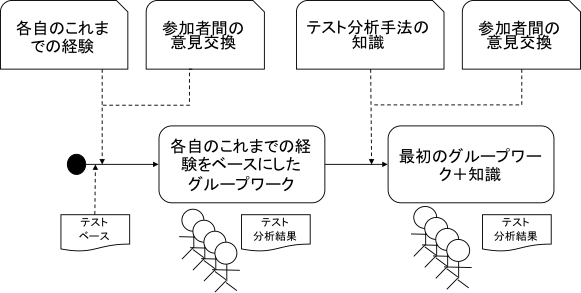 各自のこれま
での経験
参加者間の
意見交換
テスト分析手法の
知識
参加者間の
意見交換
各自のこれまでの経
験をベースにした
グループワーク
最初のグループワー
ク＋知識
テスト
ベース
テスト
分析結果
テスト
分析結果